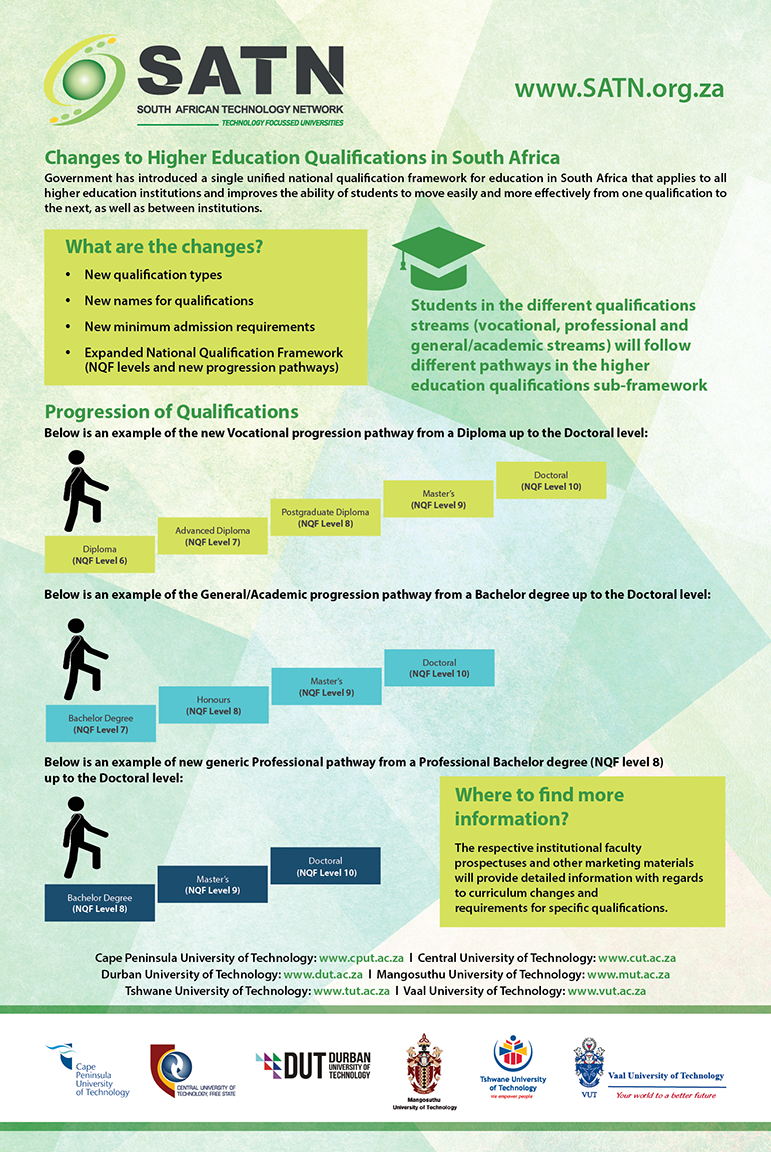 SATN
SOUTH AFRICAN TECHNOLOGY NETWORK
TECHNOLOGY FOCUSSED UNIVERSITIES
www.SATN.org.za
Changes to Higher Education Qualifications in South Africa
Government has introduced a single unified national qualification framework for education in South Africa that applies to all
higher education institutions and improves the ability of students to move easily and more effectively from one qualification to
the next, as well as between institutions.
What are the changes?
• New qualification types
• New names for qualifications
• New minimum admission requirements
• Expanded National Qualification Framework
(NQF levels and new progression pathways)
Students in the different qualifications
streams (vocational, professional and
general/academic streams) will follow
different pathways in the higher
education qualifications sub-framework
Progression of Qualifications
Below is an example of the new Vocational progression pathway from a Diploma up to the Doctoral level:
Diploma
(NQF Level 6)
Advanced Diploma
(NQF Level 7)
Postgraduate Diploma
(NQF Level 8)
Master's
(NQF Level 9)
Doctoral
(NQF Level 10)
Below is an example of the General/Academic progression pathway from a Bachelor degree up to the Doctoral level:
Bachelor Degree
(NQF Level 7)
Honours
(NQF Level 8)
Master's
(NQF Level 9)
Doctoral
(NQF Level 10)
Below is an example of new generic Professional pathway from a Professional Bachelor degree (NQF level 8)
up to the Doctoral level:
Bachelor Degree
(NQF Level 8)
Master's
(NQF Level 9)
Doctoral
(NQF Level 10)
Where to find more
information?
The respective institutional faculty
prospectuses and other marketing materials
will provide detailed information with regards
to curriculum changes and
requirements for specific qualifications.
Cape Peninsula University of Technology: www.cput.ac.za I Central University of Technology: www.cut.ac.za
Durban University of Technology: www.dut.ac.za I Mangosuthu University of Technology: www.mut.ac.za
Tshwane University of Technology: www.tut.ac.za I Vaal University of Technology: www.vut.ac.za
Cape
Peninsula
University
of Technology
CENTRAL UNIVERSITY OF
TECHNOLOGY, FREE STATE
DUT DURBAN
UNIVERSITY OF
TECHNOLOGY
Mangosuthu
University of Technology
Tshwane University
of Technology
We empower people
VUT
Vaal University of Technology
Your world to a better future